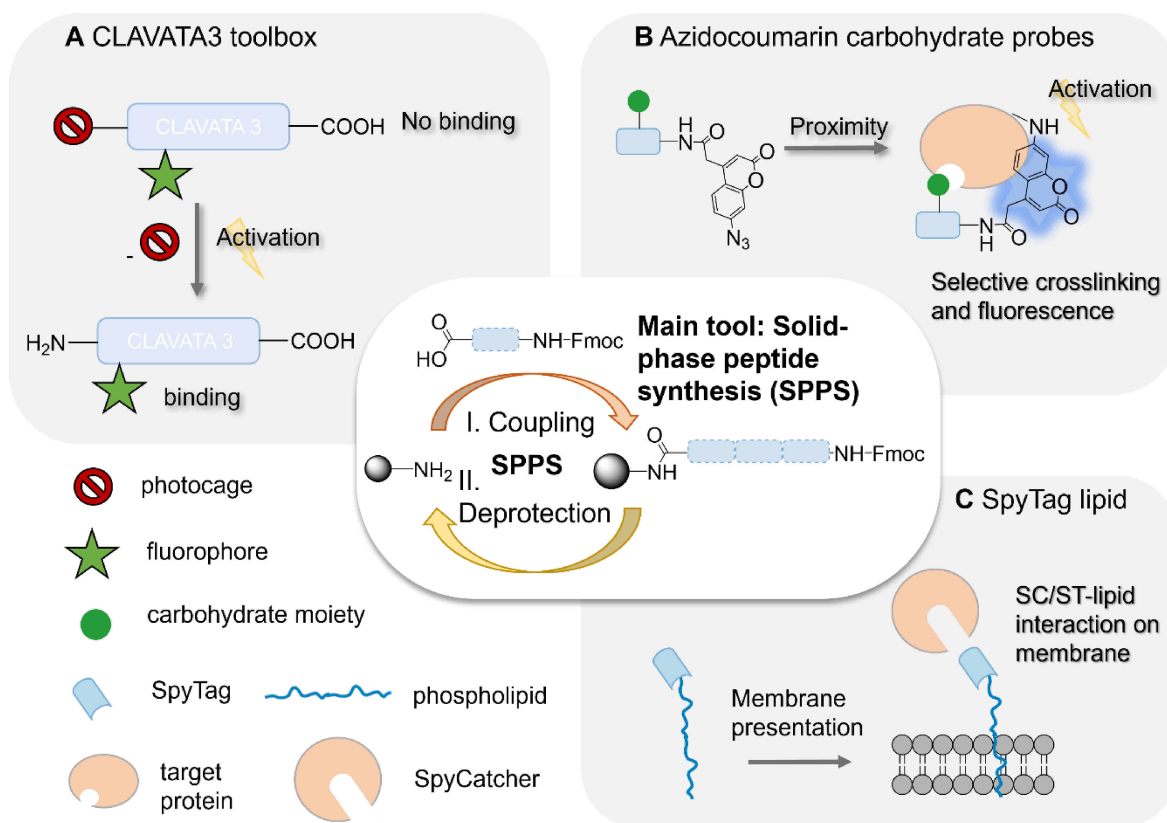 A CLAVATA3 toolbox
CLAVATA 3
COOH
No binding
-
Activation
H₂N
CLAVATA 3
COOH
binding
B Azidocoumarin carbohydrate probes
H
N
O
O
O
N₃
Proximity
Activation
NH
O
O
N
H
O
Selective crosslinking
and fluorescence
O
HO
NH-Fmoc
Main tool: Solid-
phase peptide
synthesis (SPPS)
I. Coupling
SPPS
NH₂
II.
Deprotection
O
NH
NH-Fmoc
photocage
fluorophore
carbohydrate moiety
SpyTag
phospholipid
target
protein
SpyCatcher
C SpyTag lipid
SC/ST-lipid
interaction on
membrane
Membrane
presentation